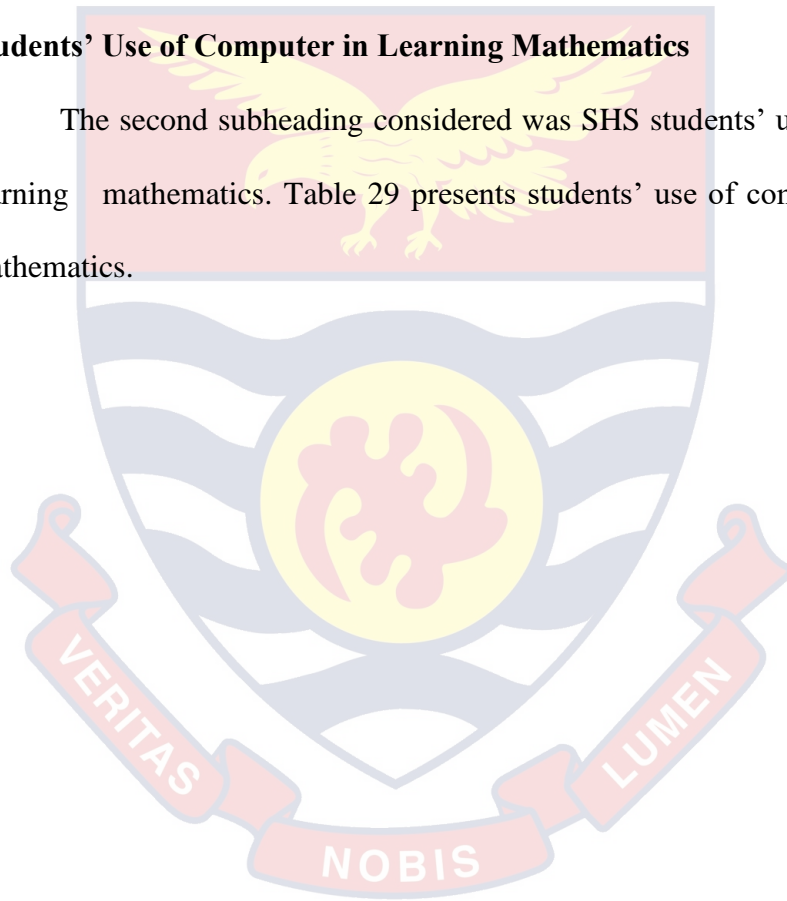 udents’ Use of Computer in Learning Mathematics
The second subheading considered was SHS students’ u
rning mathematics. Table 29 presents students’ use of con
athematics.
VERITAS
NOBIS
LUMEN